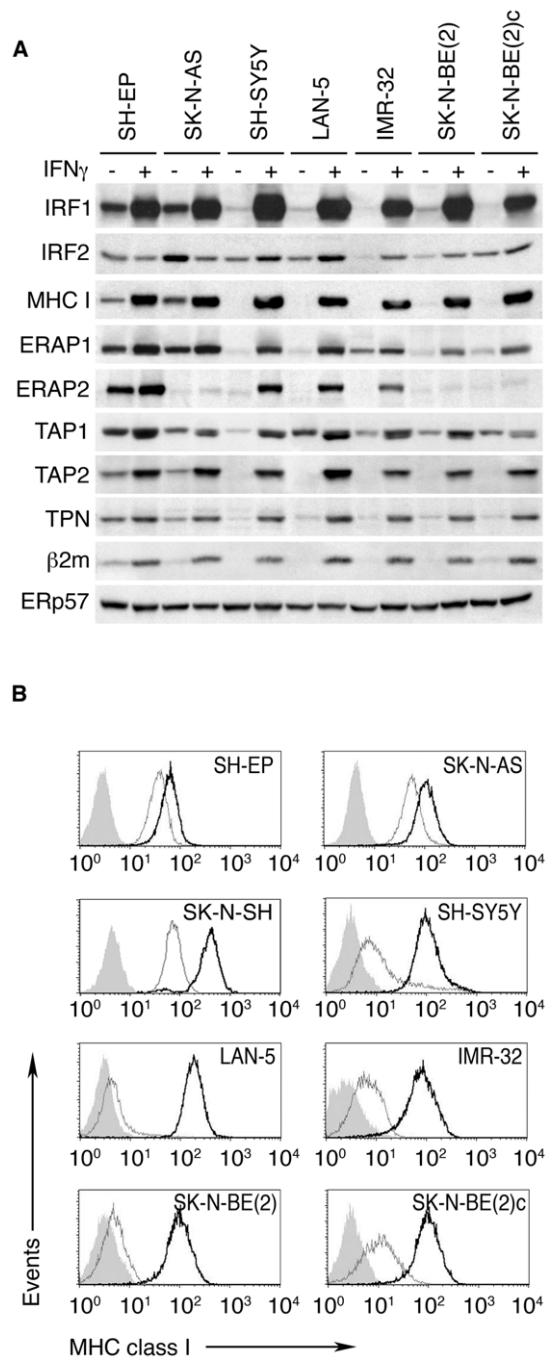 A
SH-EP
SK-N-AS
SH-SY5Y
LAN-5
IMR-32
SK-N-BE(2)
SK-N-BE(2)c
IFNγ - + - + - + - + - + - + - +
IRF1
IRF2
MHC I
ERAP1
ERAP2
TAP1
TAP2
TPN
β2m
ERp57
B
SH-EP SK-N-AS
10⁰ 10¹ 10² 10³ 10⁴ 10⁰ 10¹ 10² 10³ 10⁴
SK-N-SH SH-SY5Y
10⁰ 10¹ 10² 10³ 10⁴ 10⁰ 10¹ 10² 10³ 10⁴
LAN-5 IMR-32
10⁰ 10¹ 10² 10³ 10⁴ 10⁰ 10¹ 10² 10³ 10⁴
SK-N-BE(2) SK-N-BE(2)c
10⁰ 10¹ 10² 10³ 10⁴ 10⁰ 10¹ 10² 10³ 10⁴
Events
MHC class I